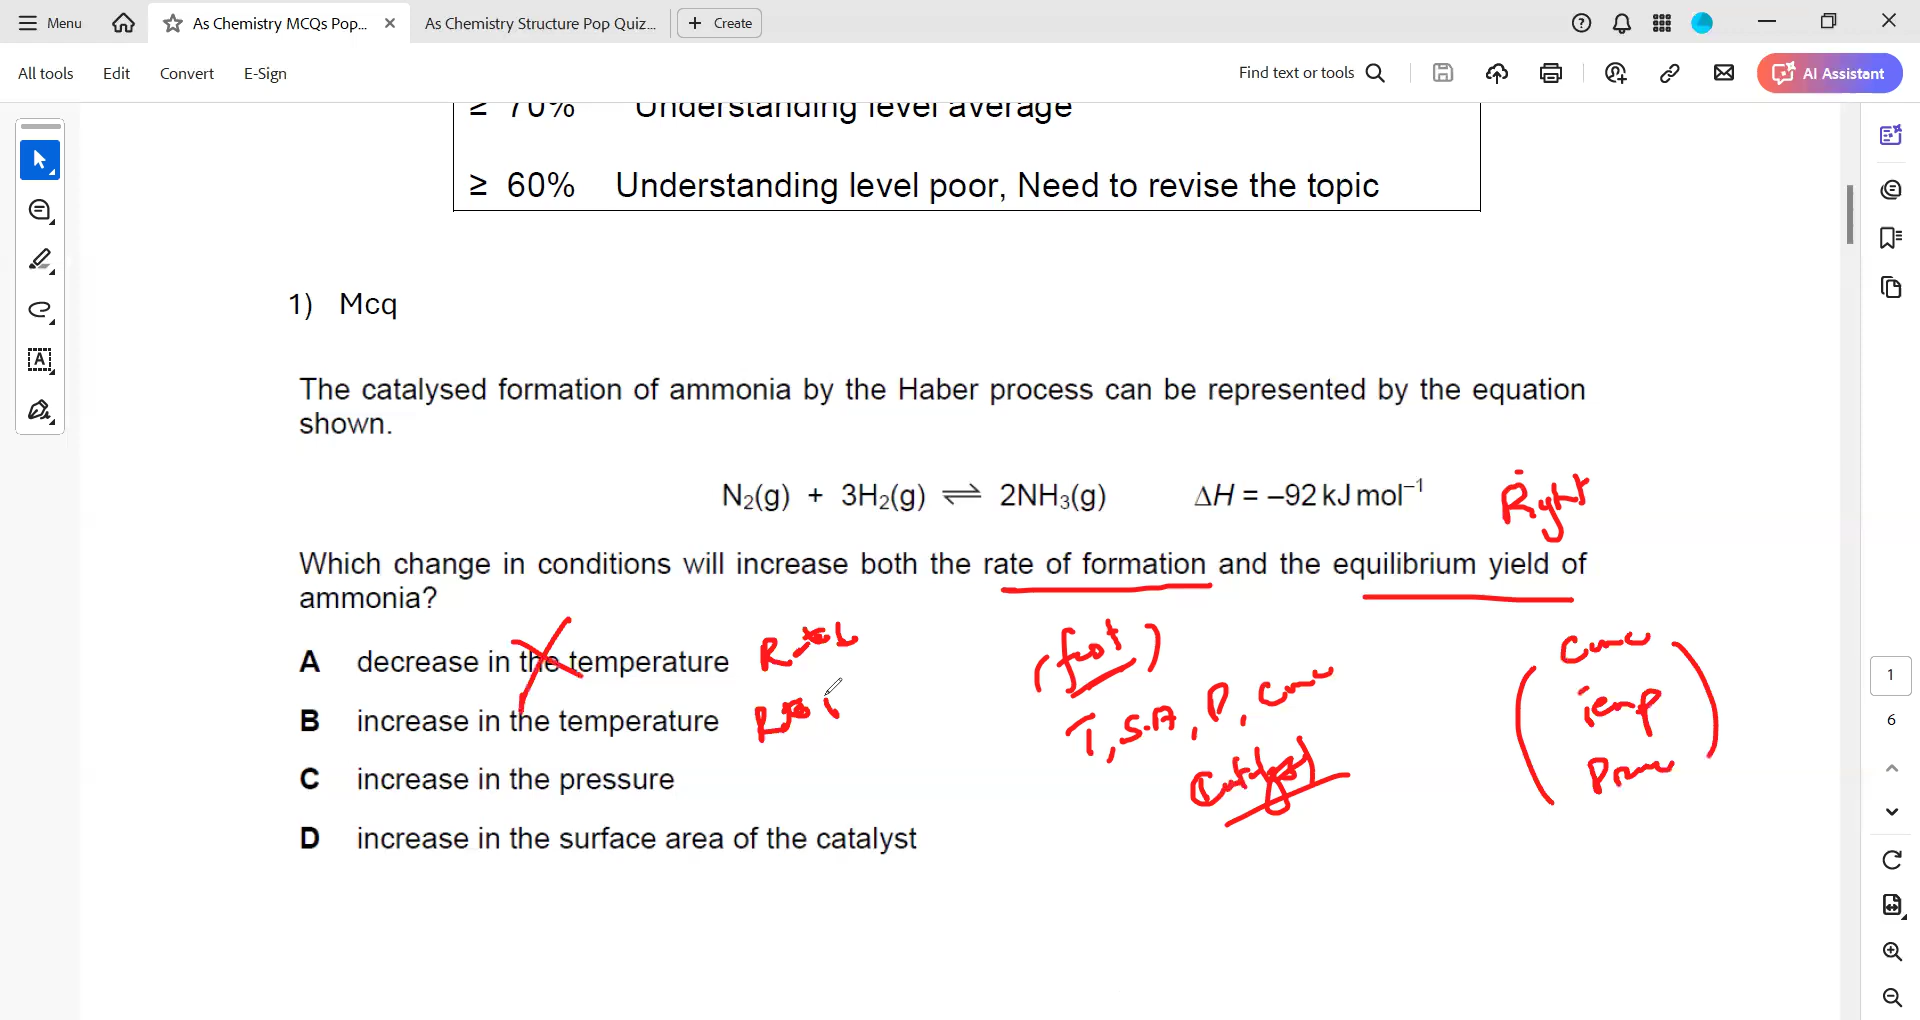 Menu
As Chemistry MCQs Pop...
As Chemistry Structure Pop Quiz...
Create
All tools
Edit
Convert
E-Sign
Find text or tools
AI Assistant
≥ 70% Understanding level average
≥ 60% Understanding level poor, Need to revise the topic
1) Mcq
The catalysed formation of ammonia by the Haber process can be represented by the equation
shown.
N₂(g) + 3H₂(g) ⇌ 2NH₃(g) ΔH = –92 kJ mol⁻¹
Right
Which change in conditions will increase both the rate of formation and the equilibrium yield of
ammonia?
A decrease in the temperature
Rate
B increase in the temperature
Rate
C increase in the pressure
D increase in the surface area of the catalyst
T, S.A, P, Conc
Catalyst
Conc
Temp
1
6